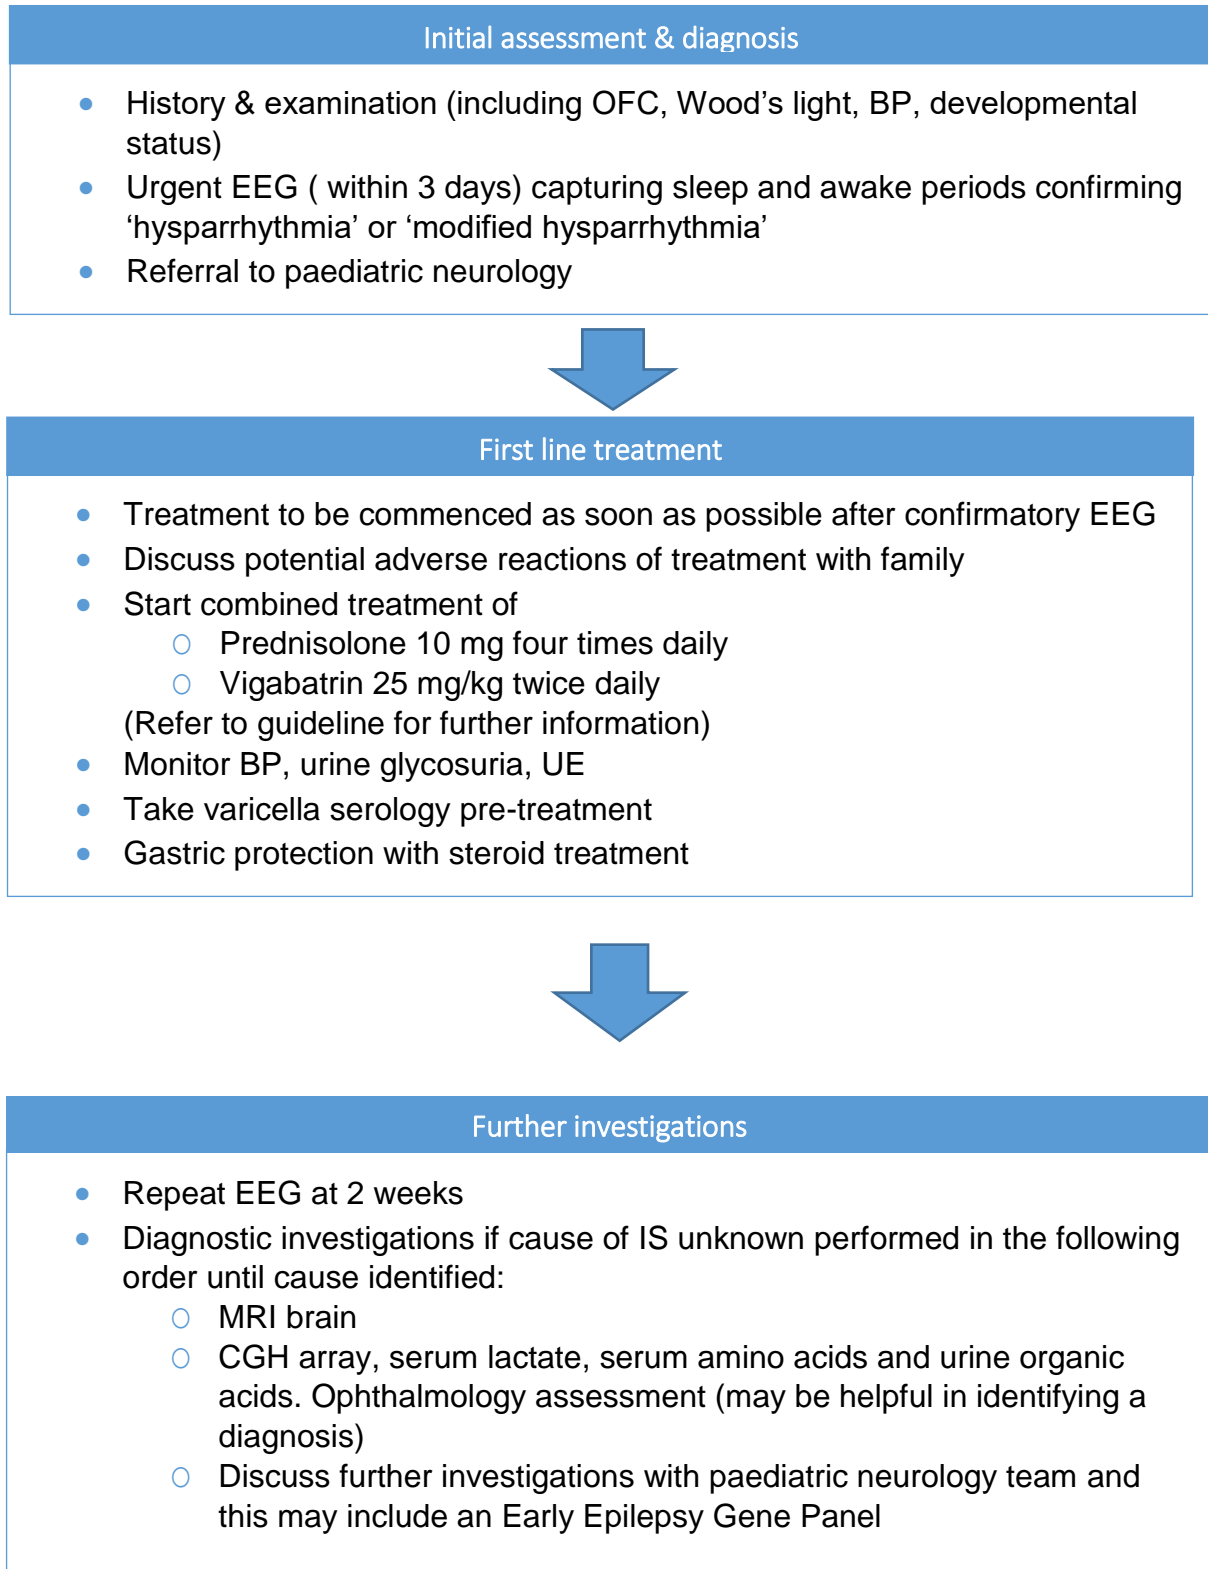 Initial assessment & diagnosis
• History & examination (including OFC, Wood's light, BP, developmental
status)
• Urgent EEG ( within 3 days) capturing sleep and awake periods confirming
‘hysparrhythmia’ or ‘modified hysparrhythmia’
• Referral to paediatric neurology
First line treatment
• Treatment to be commenced as soon as possible after confirmatory EEG
• Discuss potential adverse reactions of treatment with family
• Start combined treatment of
o Prednisolone 10 mg four times daily
o Vigabatrin 25 mg/kg twice daily
(Refer to guideline for further information)
• Monitor BP, urine glycosuria, UE
• Take varicella serology pre-treatment
• Gastric protection with steroid treatment
Further investigations
• Repeat EEG at 2 weeks
• Diagnostic investigations if cause of IS unknown performed in the following
order until cause identified:
o MRI brain
o CGH array, serum lactate, serum amino acids and urine organic
acids. Ophthalmology assessment (may be helpful in identifying a
diagnosis)
o Discuss further investigations with paediatric neurology team and
this may include an Early Epilepsy Gene Panel